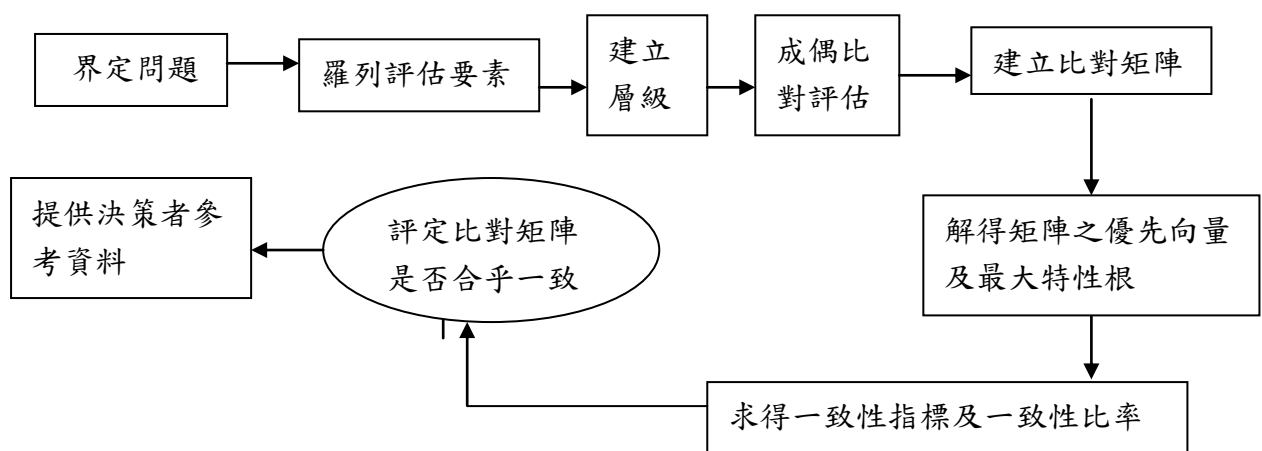 界定問題
羅列評估要素
建立
層級
成偶比
對評估
建立比對矩陣
解得矩陣之優先向量
及最大特性根
求得一致性指標及一致性比率
評定比對矩陣
是否合乎一致
提供決策者參
考資料